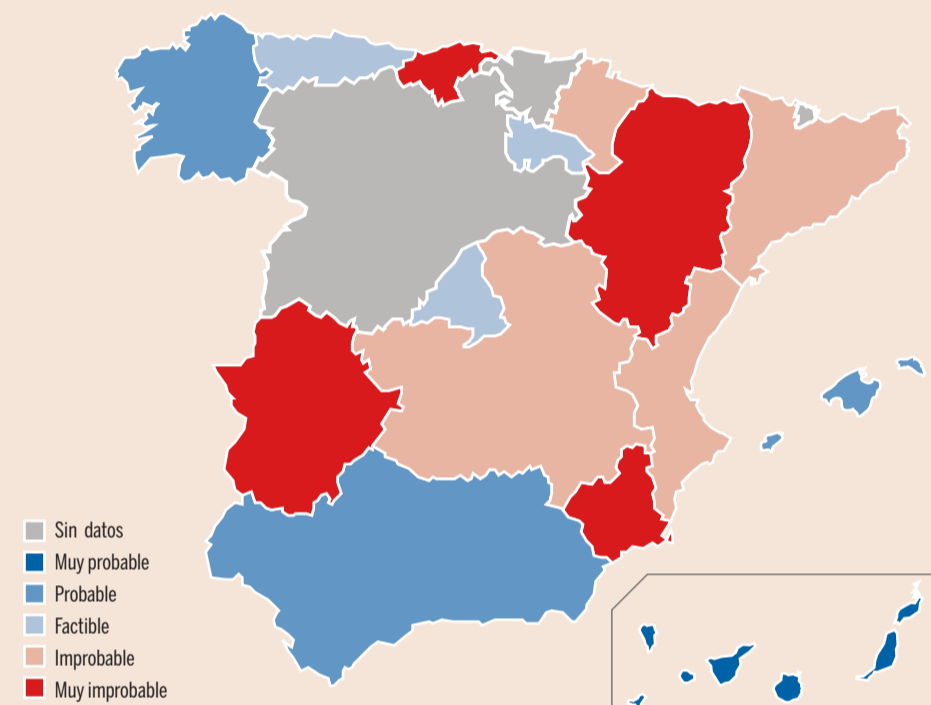 Sin datos
Muy probable
Probable
Factible
Improbable
Muy improbable